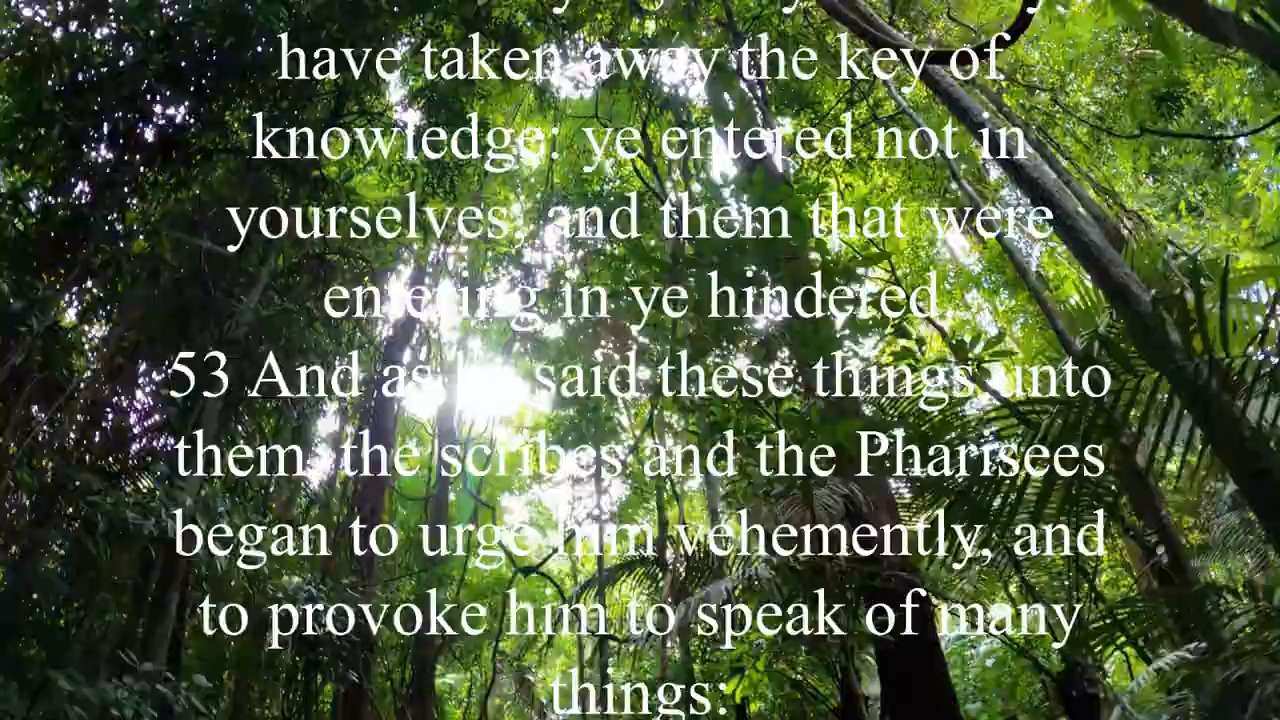 have taken away the key of
knowledge: ye entered not in
yourselves, and them that were
entering in ye hindered.
53 And as he said these things unto
them, the scribes and the Pharisees
began to urge him vehemently, and
to provoke him to speak of many
things: